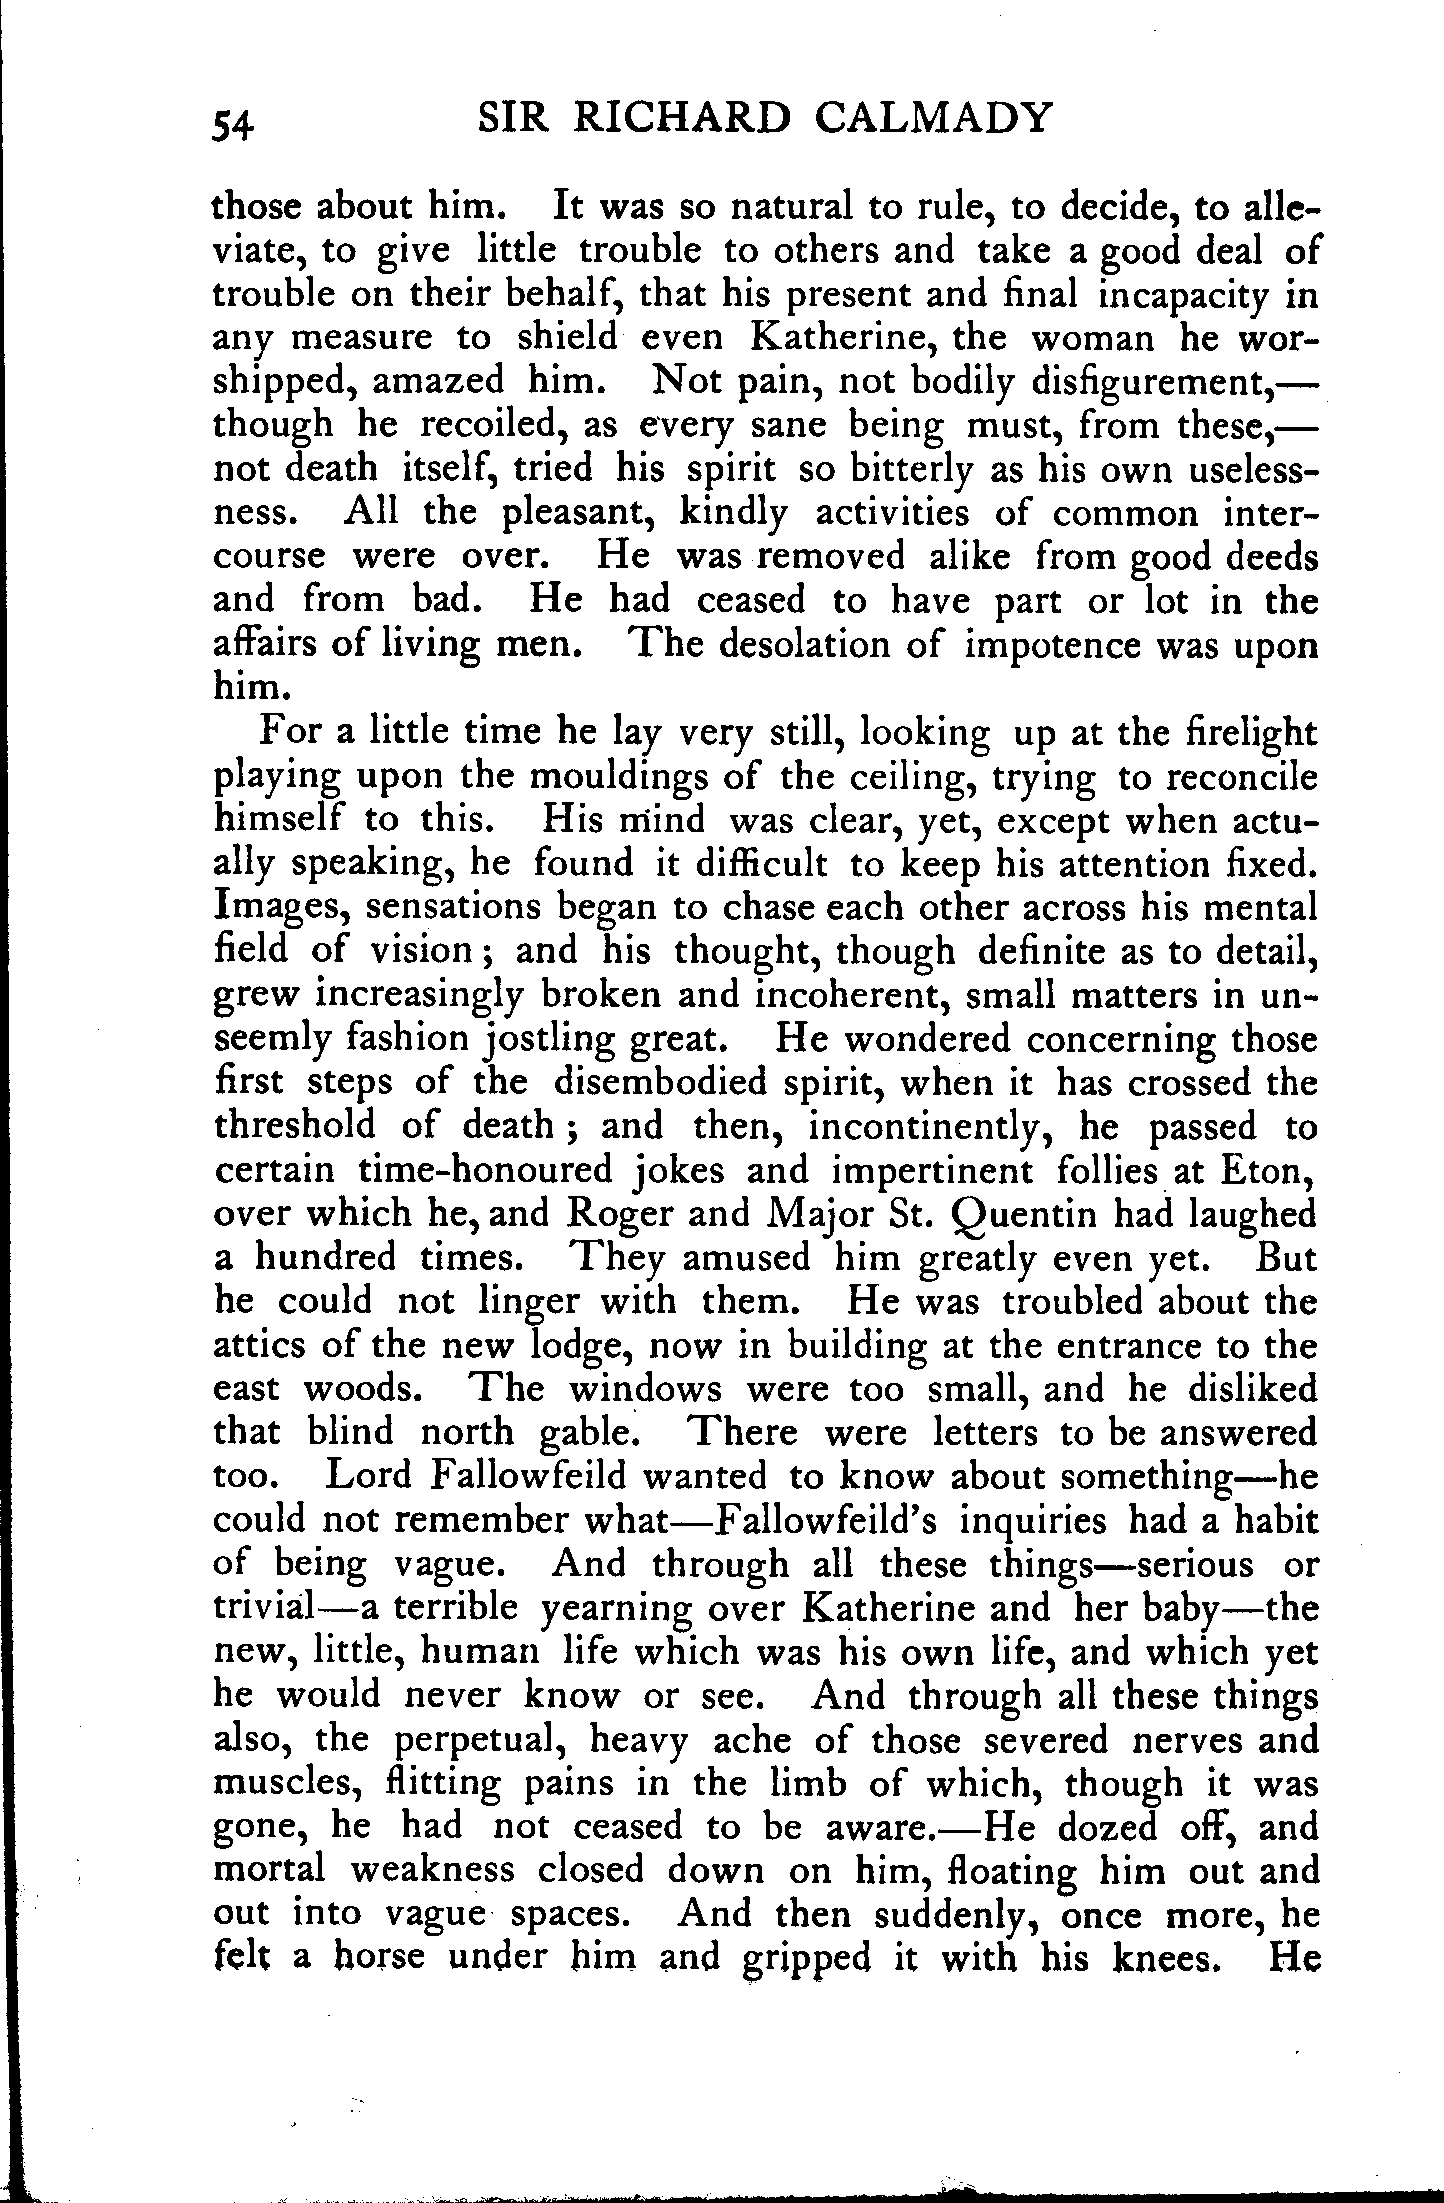 54 SIR RICHARD CALMADY
those about him. It was so natural to rule, to decide, to alle-
viate, to give little trouble to others and take a good deal of
trouble on their behalf, that his present and final incapacity in
any measure to shield even Katherine, the woman he wor-
shipped, amazed him. Not pain, not bodily disfigurement,—
though he recoiled, as every sane being must, from these,—
not death itself, tried his spirit so bitterly as his own useless-
ness. All the pleasant, kindly activities of common inter-
course were over. He was removed alike from good deeds
and from bad. He had ceased to have part or lot in the
affairs of living men. The desolation of impotence was upon
him.
For a little time he lay very still, looking up at the firelight
playing upon the mouldings of the ceiling, trying to reconcile
himself to this. His mind was clear, yet, except when actu-
ally speaking, he found it difficult to keep his attention fixed.
Images, sensations began to chase each other across his mental
field of vision; and his thought, though definite as to detail,
grew increasingly broken and incoherent, small matters in un-
seemly fashion jostling great. He wondered concerning those
first steps of the disembodied spirit, when it has crossed the
threshold of death; and then, incontinently, he passed to
certain time-honoured jokes and impertinent follies at Eton,
over which he, and Roger and Major St. Quentin had laughed
a hundred times. They amused him greatly even yet. But
he could not linger with them. He was troubled about the
attics of the new lodge, now in building at the entrance to the
east woods. The windows were too small, and he disliked
that blind north gable. There were letters to be answered
too. Lord Fallowfeild wanted to know about something—he
could not remember what—Fallowfeild's inquiries had a habit
of being vague. And through all these things—serious or
trivial—a terrible yearning over Katherine and her baby—the
new, little, human life which was his own life, and which yet
he would never know or see. And through all these things
also, the perpetual, heavy ache of those severed nerves and
muscles, flitting pains in the limb of which, though it was
gone, he had not ceased to be aware.—He dozed off, and
mortal weakness closed down on him, floating him out and
out into vague spaces. And then suddenly, once more, he
felt a horse under him and gripped it with his knees. He